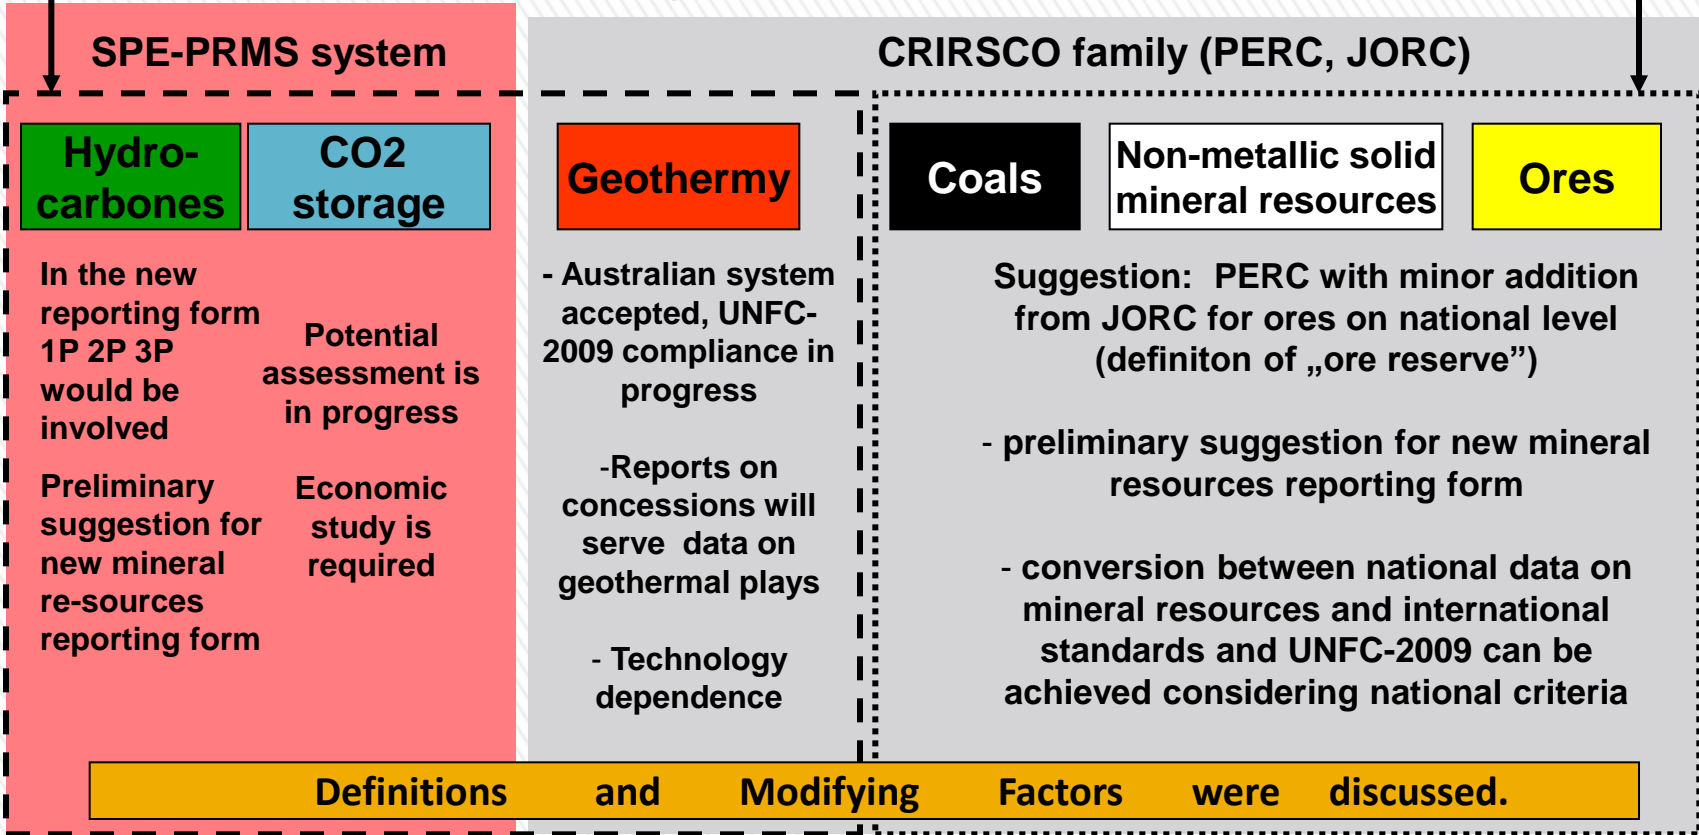 SPE-PRMS system
CRIRSCO family (PERC, JORC)
Hydro-
carbones
CO2
storage
Geothermy
Coals
Non-metallic solid
mineral resources
Ores
In the new
reporting form
1P 2P 3P
would be
involved
Preliminary
suggestion for
new mineral
re-sources
reporting form
Potential
assessment is
in progress
Economic
study is
required
- Australian system
accepted, UNFC-
2009 compliance in
progress
-Reports on
concessions will
serve data on
geothermal plays
- Technology
dependence
Suggestion: PERC with minor addition
from JORC for ores on national level
(definiton of „ore reserve”)
- preliminary suggestion for new mineral
resources reporting form
- conversion between national data on
mineral resources and international
standards and UNFC-2009 can be
achieved considering national criteria
Definitions and Modifying Factors were discussed.